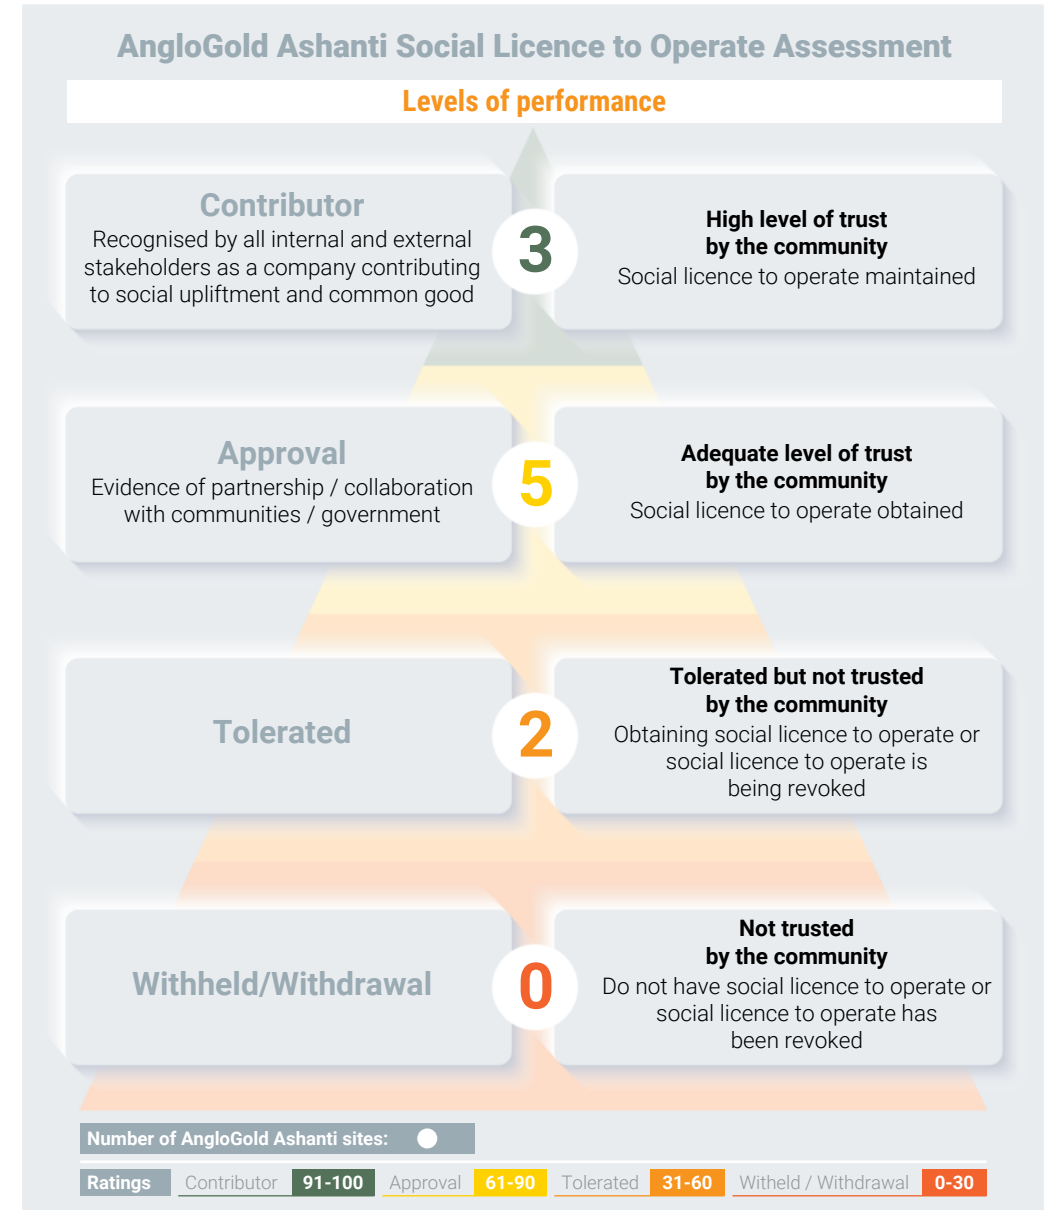 AngloGold Ashanti Social Licence to Operate Assessment
Levels of performance
Contributor
Recognised by all internal and external
stakeholders as a company contributing
to social upliftment and common good
3
High level of trust
by the community
Social licence to operate maintained
Approval
Evidence of partnership / collaboration
with communities / government
5
Adequate level of trust
by the community
Social licence to operate obtained
Tolerated
2
Tolerated but not trusted
by the community
Obtaining social licence to operate or
social licence to operate is
being revoked
Withheld/Withdrawal
0
Not trusted
by the community
Do not have social licence to operate or
social licence to operate has
been revoked
Number of AngloGold Ashanti sites:
Ratings Contributor 91-100 Approval 61-90 Tolerated 31-60 Witheld / Withdrawal 0-30